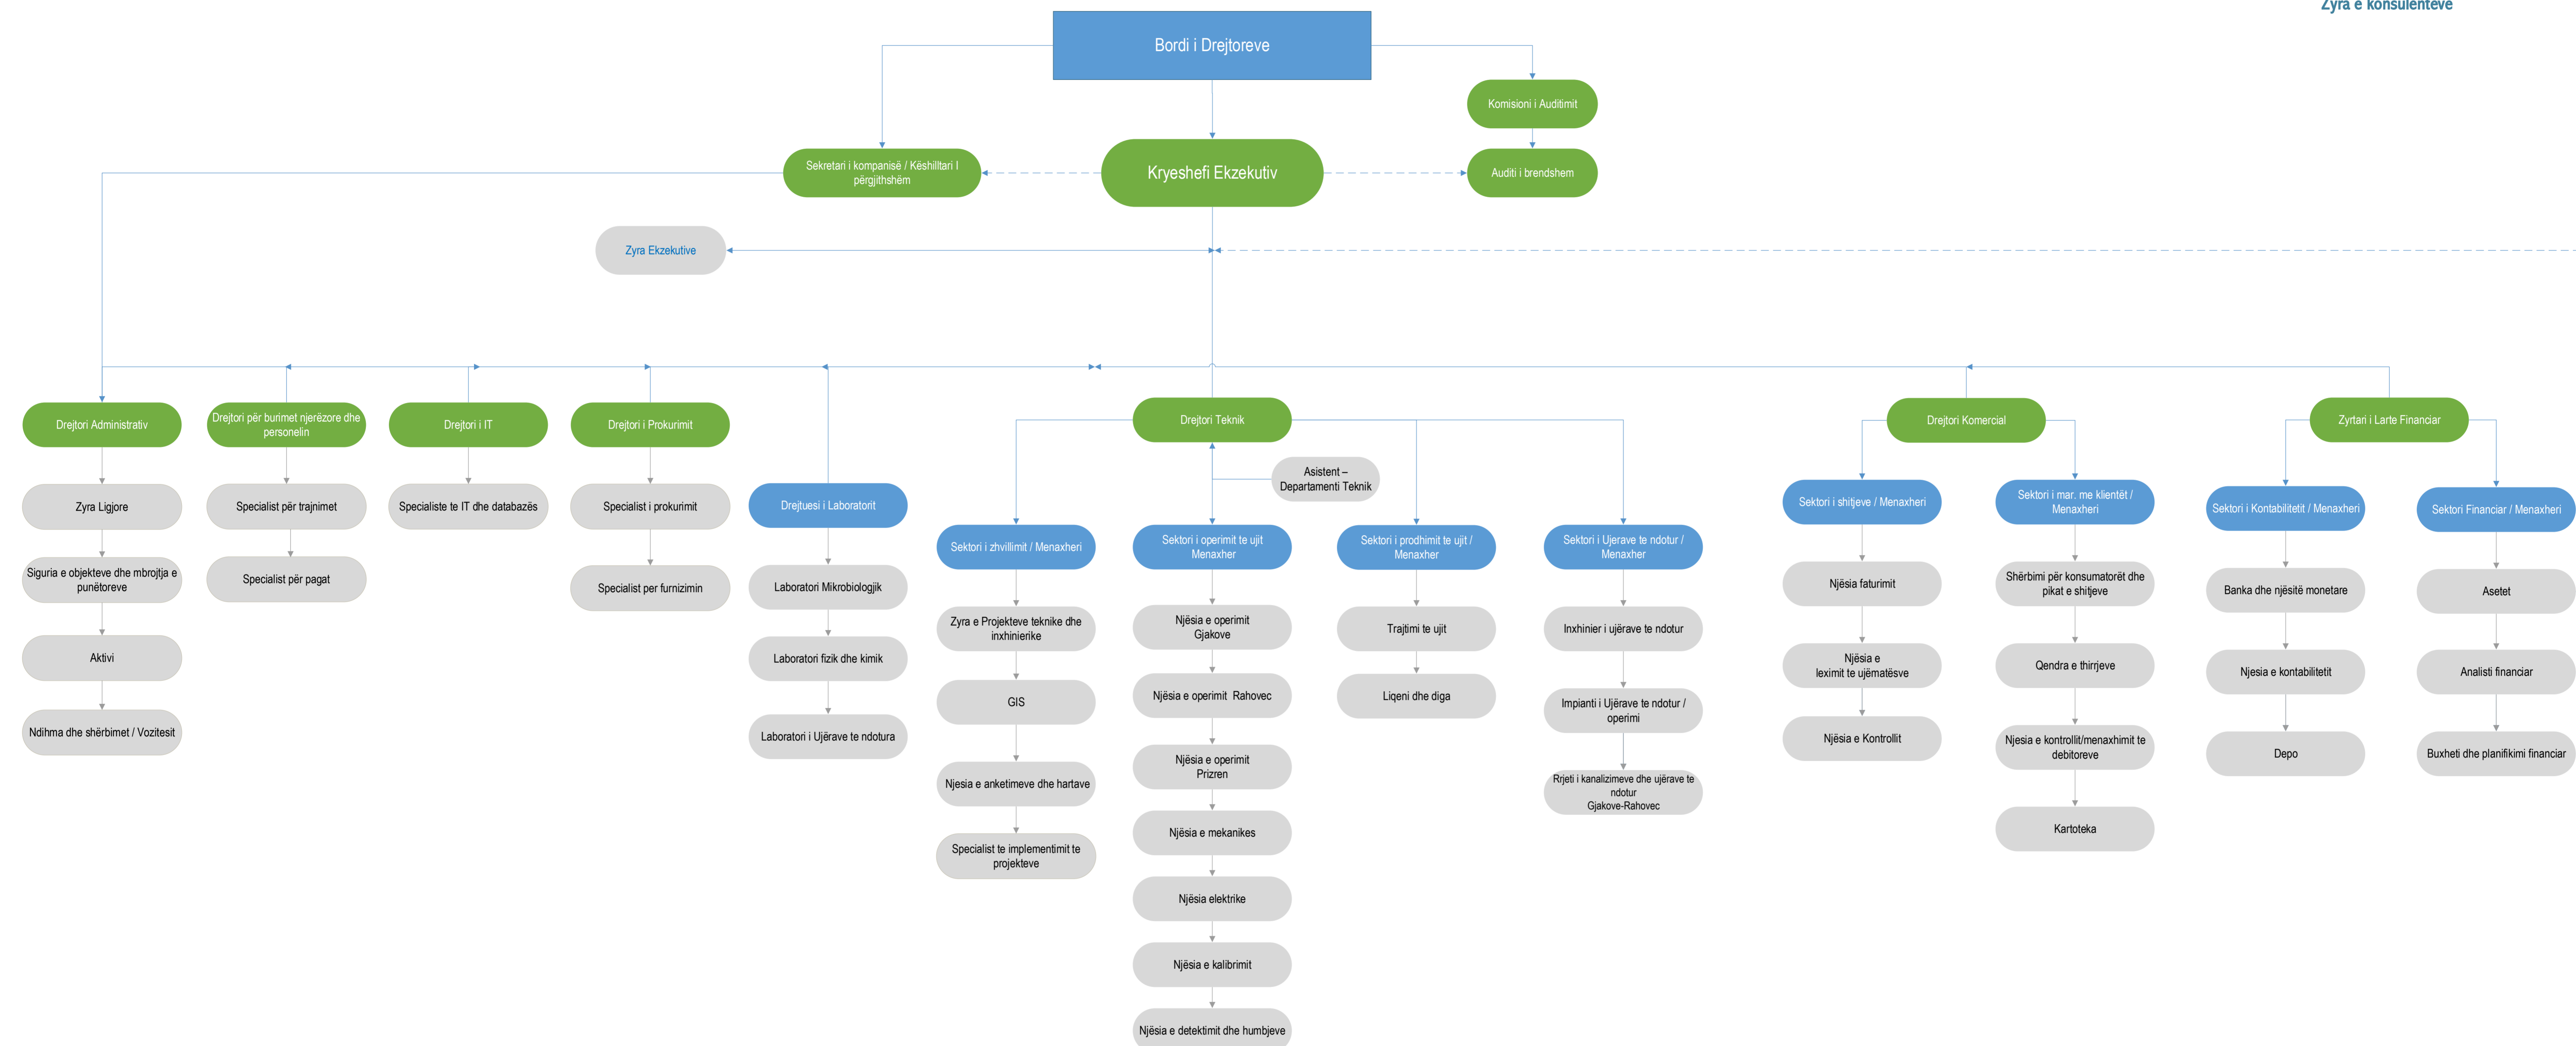 Zyra e konsulenteve
Bordi i Drejtoreve
Komisioni i Auditimit
Sekretari i kompanisë / Këshilltari I
përgjithshëm
Kryeshefi Ekzekutiv
Auditi i brendshem
Zyra Ekzekutive
Drejtori Administrativ
Drejtori për burimet njerëzore dhe
personelin
Drejtori i IT
Drejtori i Prokurimit
Drejtori Teknik
Drejtori Komercial
Zyrtari i Larte Financiar
Asistent –
Departamenti Teknik
Zyra Ligjore
Siguria e objekteve dhe mbrojtja e
punëtoreve
Aktivi
Ndihma dhe shërbimet / Vozitesit
Specialist për trajnimet
Specialist për pagat
Specialiste te IT dhe databazës
Specialist i prokurimit
Specialist per furnizimin
Drejtuesi i Laboratorit
Laboratori Mikrobiologjik
Laboratori fizik dhe kimik
Laboratori i Ujërave te ndotura
Sektori i zhvillimit / Menaxheri
Zyra e Projekteve teknike dhe
inxhinierike
GIS
Njesia e anketimeve dhe hartave
Specialist te implementimit te
projekteve
Sektori i operimit te ujit
Menaxher
Njësia e operimit
Gjakove
Njësia e operimit Rahovec
Njësia e operimit
Prizren
Njësia e mekanikes
Njësia elektrike
Njësia e kalibrimit
Njësia e detektimit dhe humbjeve
Sektori i prodhimit te ujit /
Menaxher
Trajtimi te ujit
Liqeni dhe diga
Sektori i Ujerave te ndotur /
Menaxher
Inxhinier i ujërave te ndotur
Impianti i Ujërave te ndotur /
operimi
Rrjeti i kanalizimeve dhe ujërave te
ndotur
Gjakove-Rahovec
Sektori i shitjeve / Menaxheri
Njësia faturimit
Njësia e
leximit te ujëmatësve
Njësia e Kontrollit
Sektori i mar. me klientët /
Menaxheri
Shërbimi për konsumatorët dhe
pikat e shitjeve
Qendra e thirrjeve
Njesia e kontrollit/menaxhimit te
debitoreve
Kartoteka
Sektori i Kontabilitetit / Menaxheri
Banka dhe njësitë monetare
Njesia e kontabilitetit
Depo
Sektori Financiar / Menaxheri
Asetet
Analisti financiar
Buxheti dhe planifikimi financiar